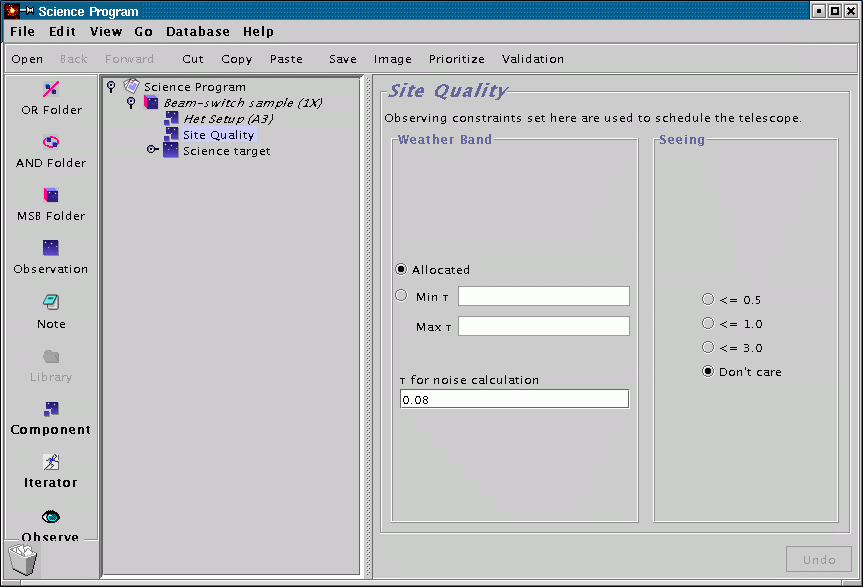 Science Program
File Edit View Go Database Help
Open Back Forward Cut Copy Paste Save Image Prioritize Validation
OR Folder
AND Folder
MSB Folder
Observation
Note
Library
Component
Iterator
Observe
Science Program
Beam-switch sample (1X)
Het Setup (A3)
Site Quality
Science target
Site Quality
Observing constraints set here are used to schedule the telescope.
Weather Band
Allocated
Min τ
Max τ
τ for noise calculation
0.08
Seeing
<= 0.5
<= 1.0
<= 3.0
Don't care
Undo